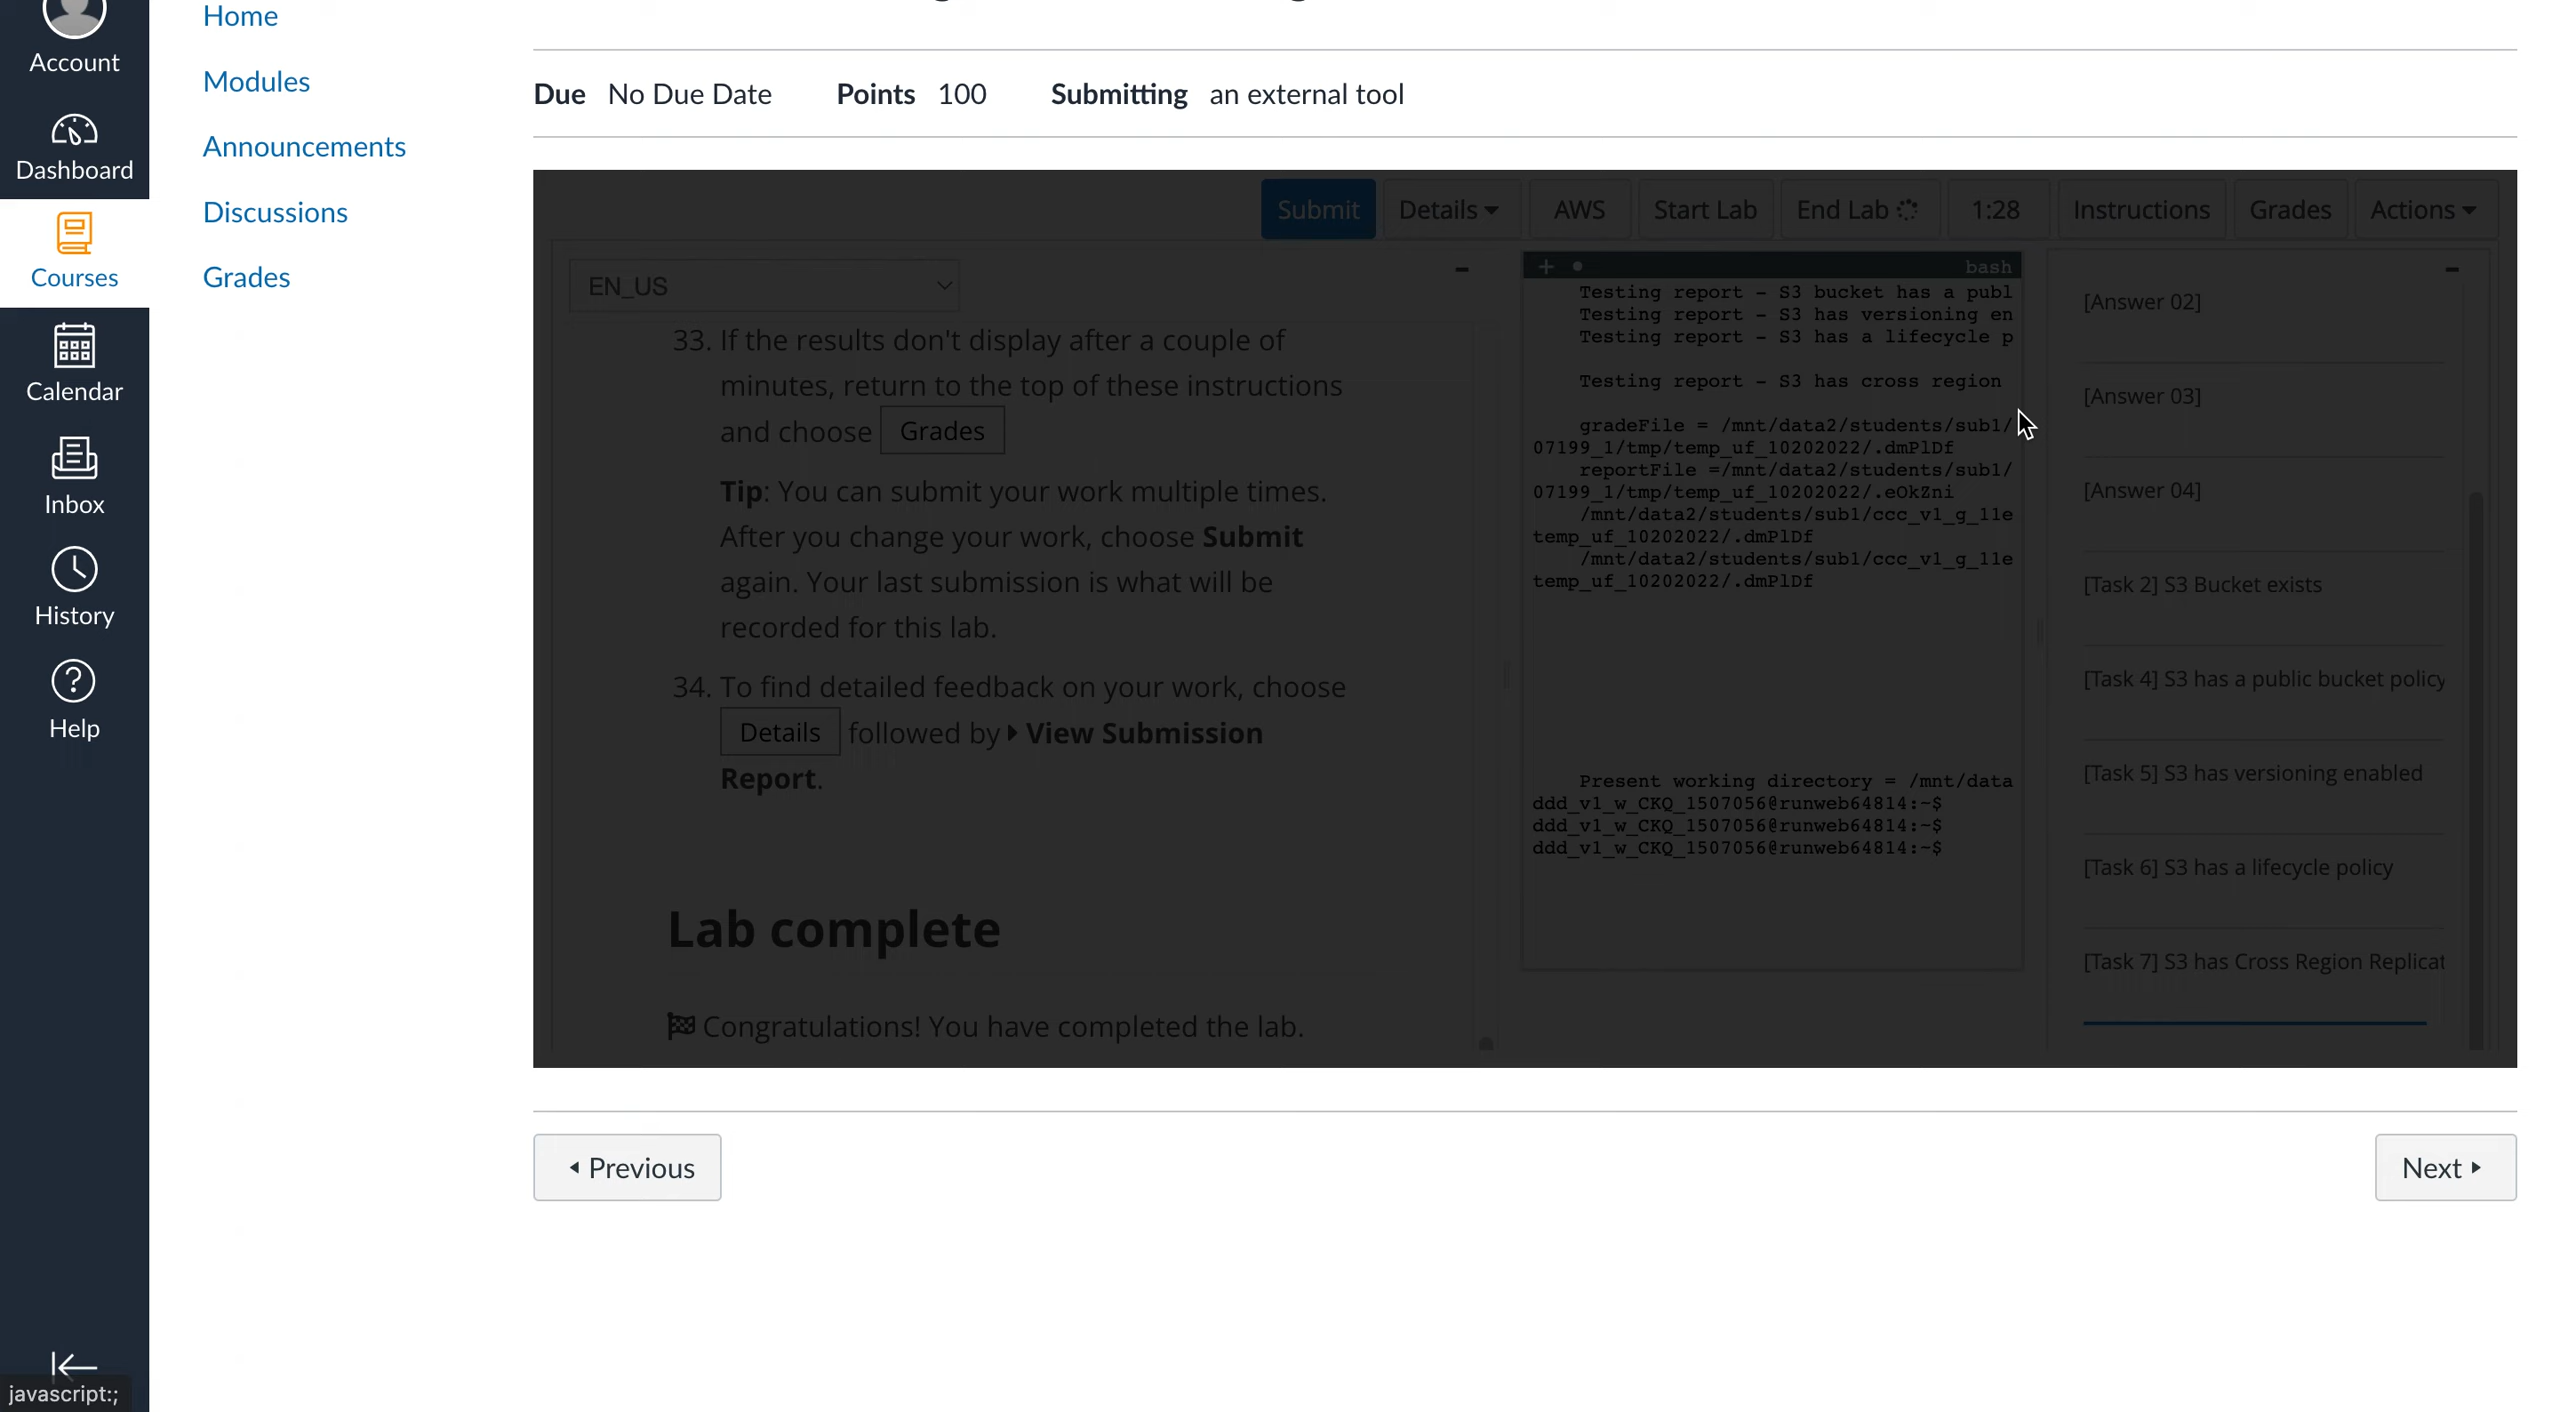 Account
Dashboard
Courses
Calendar
Inbox
History
Help
javascript:;
Home
Modules
Announcements
Discussions
Grades
Due No Due Date Points 100 Submitting an external tool
Submit Details AWS Start Lab End Lab 1:28 Instructions Grades Actions
EN_US
33. If the results don't display after a couple of
minutes, return to the top of these instructions
and choose Grades
Tip: You can submit your work multiple times.
After you change your work, choose Submit
again. Your last submission is what will be
recorded for this lab.
34. To find detailed feedback on your work, choose
Details followed by View Submission
Report.
Lab complete
Congratulations! You have completed the lab.
bash
Testing report - S3 bucket has a publ
Testing report - S3 has versioning en
Testing report - S3 has a lifecycle p
Testing report - S3 has cross region
gradeFile = /mnt/data2/students/sub1/
07199_1/tmp/temp_uf_10202022/.dmPlDf
reportFile =/mnt/data2/students/sub1/
07199_1/tmp/temp_uf_10202022/.eOkZni
/mnt/data2/students/sub1/ccc_v1_g_11e
temp_uf_10202022/.dmPlDf
/mnt/data2/students/sub1/ccc_v1_g_11e
temp_uf_10202022/.dmPlDf
Present working directory = /mnt/data
ddd_v1_w_CKQ_1507056@runweb64814:~$
ddd_v1_w_CKQ_1507056@runweb64814:~$
ddd_v1_w_CKQ_1507056@runweb64814:~$
[Answer 02]
[Answer 03]
[Answer 04]
[Task 2] S3 Bucket exists
[Task 4] S3 has a public bucket policy
[Task 5] S3 has versioning enabled
[Task 6] S3 has a lifecycle policy
[Task 7] S3 has Cross Region Replicat
Previous
Next